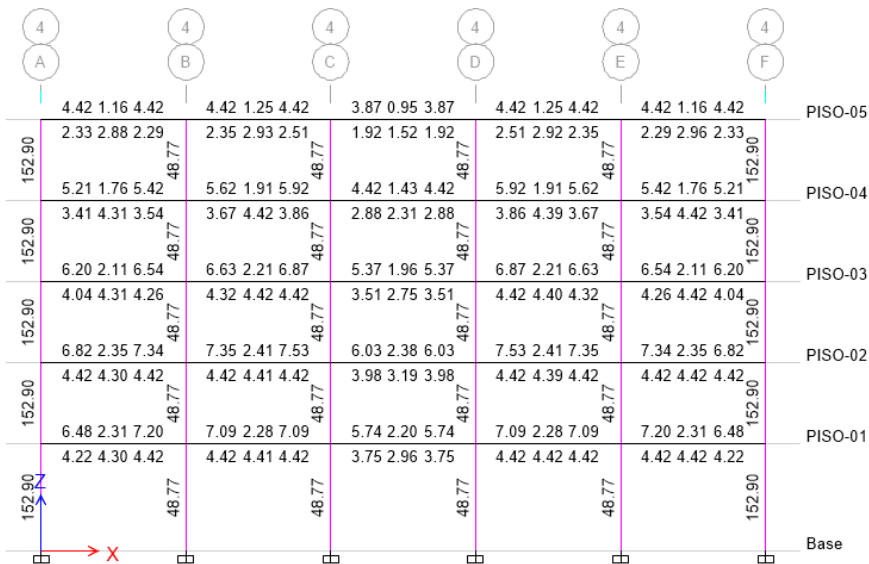 4 4 4 4 4 4
A B C D E F
4.42 1.16 4.42 4.42 1.25 4.42 3.87 0.95 3.87 4.42 1.25 4.42 4.42 1.16 4.42 PISO-05
2.33 2.88 2.29 2.35 2.93 2.51 1.92 1.52 1.92 2.51 2.92 2.35 2.29 2.96 2.33
152.90 48.77 48.77 48.77 48.77 152.90
5.21 1.76 5.42 5.62 1.91 5.92 4.42 1.43 4.42 5.92 1.91 5.62 5.42 1.76 5.21 PISO-04
3.41 4.31 3.54 3.67 4.42 3.86 2.88 2.31 2.88 3.86 4.39 3.67 3.54 4.42 3.41
152.90 48.77 48.77 48.77 48.77 152.90
6.20 2.11 6.54 6.63 2.21 6.87 5.37 1.96 5.37 6.87 2.21 6.63 6.54 2.11 6.20 PISO-03
4.04 4.31 4.26 4.32 4.42 4.42 3.51 2.75 3.51 4.42 4.40 4.32 4.26 4.42 4.04
152.90 48.77 48.77 48.77 48.77 152.90
6.82 2.35 7.34 7.35 2.41 7.53 6.03 2.38 6.03 7.53 2.41 7.35 7.34 2.35 6.82 PISO-02
4.42 4.30 4.42 4.42 4.41 4.42 3.98 3.19 3.98 4.42 4.39 4.42 4.42 4.42 4.42
152.90 48.77 48.77 48.77 48.77 152.90
6.48 2.31 7.20 7.09 2.28 7.09 5.74 2.20 5.74 7.09 2.28 7.09 7.20 2.31 6.48 PISO-01
4.22 4.30 4.42 4.42 4.41 4.42 3.75 2.96 3.75 4.42 4.42 4.42 4.42 4.42 4.22
152.90 48.77 48.77 48.77 48.77 152.90
Z
X
Base